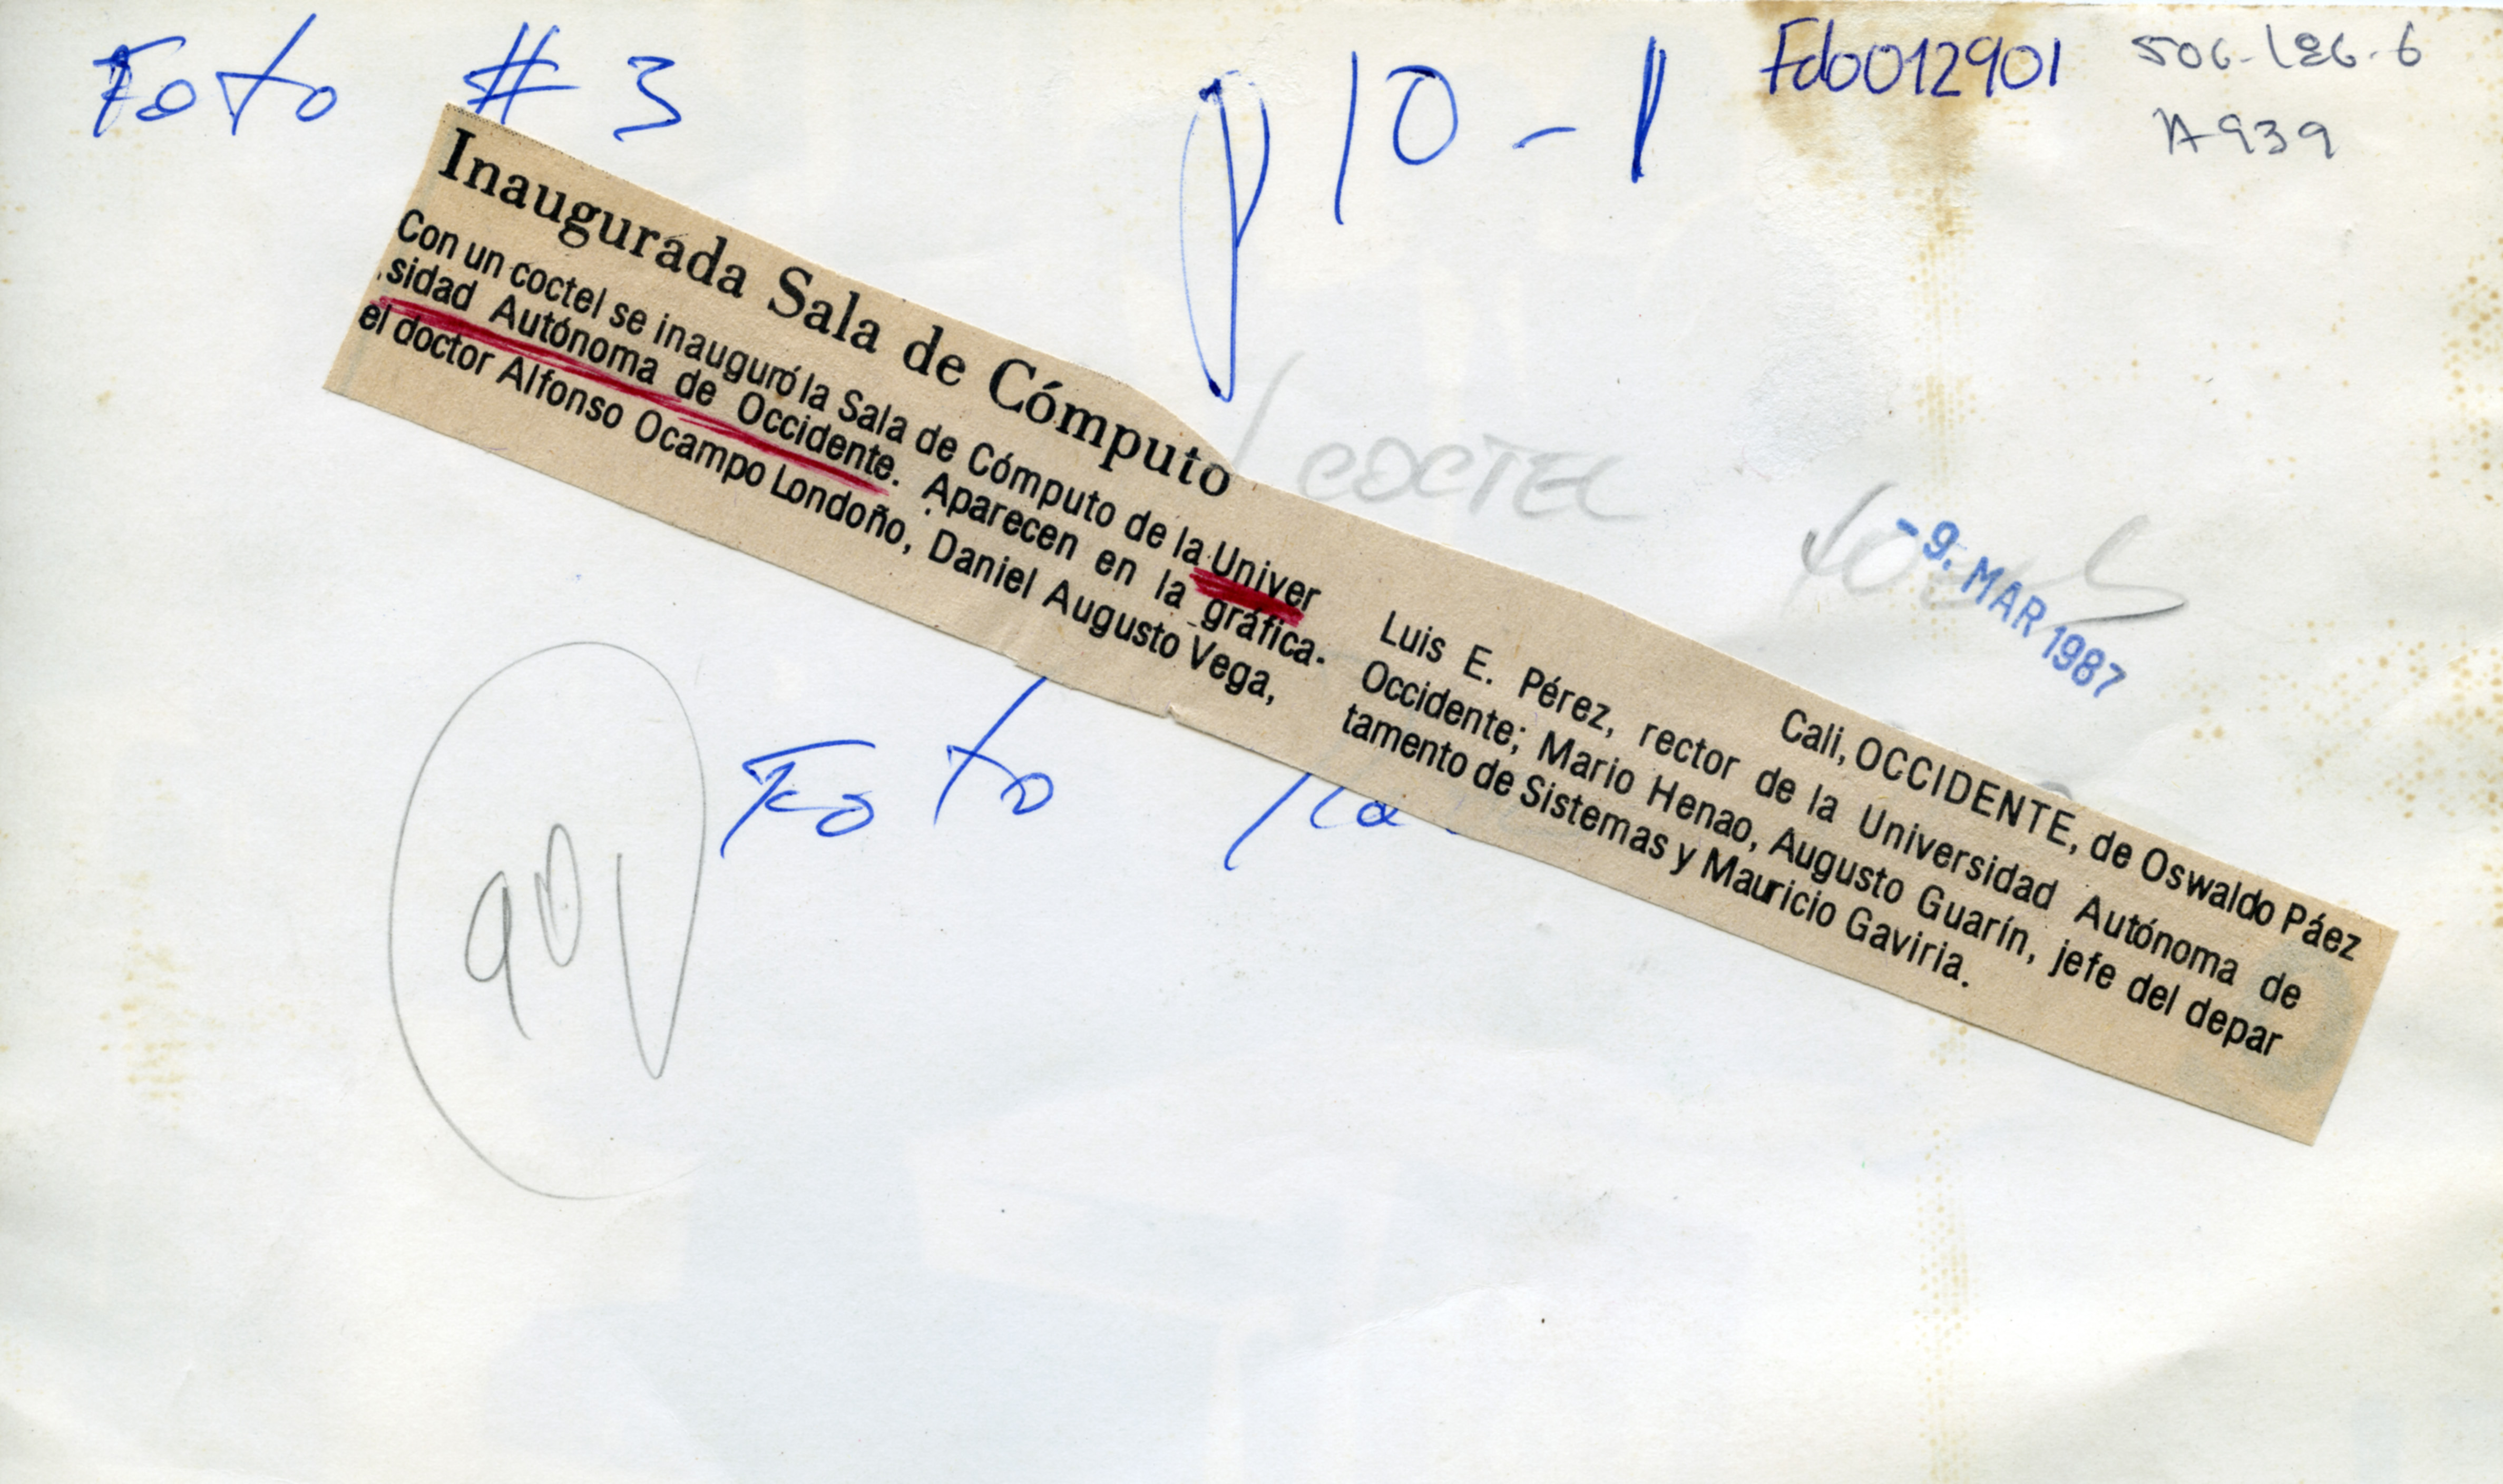 Foto # 3
p 10 - 1
Fdo012901
506-186-6
A939
Inaugurada Sala de Cómputo
Con un coctel se inauguró la Sala de Cómputo de la Univer
sidad Autónoma de Occidente. Aparecen en la gráfica.
el doctor Alfonso Ocampo Londoño, Daniel Augusto Vega,
COCTEL
-9. MAR 1987
Cali, OCCIDENTE, de Oswaldo Páez
Luis E. Pérez, rector de la Universidad Autónoma de
Occidente; Mario Henao, Augusto Guarín, jefe del depar
tamento de Sistemas y Mauricio Gaviria.
Foto